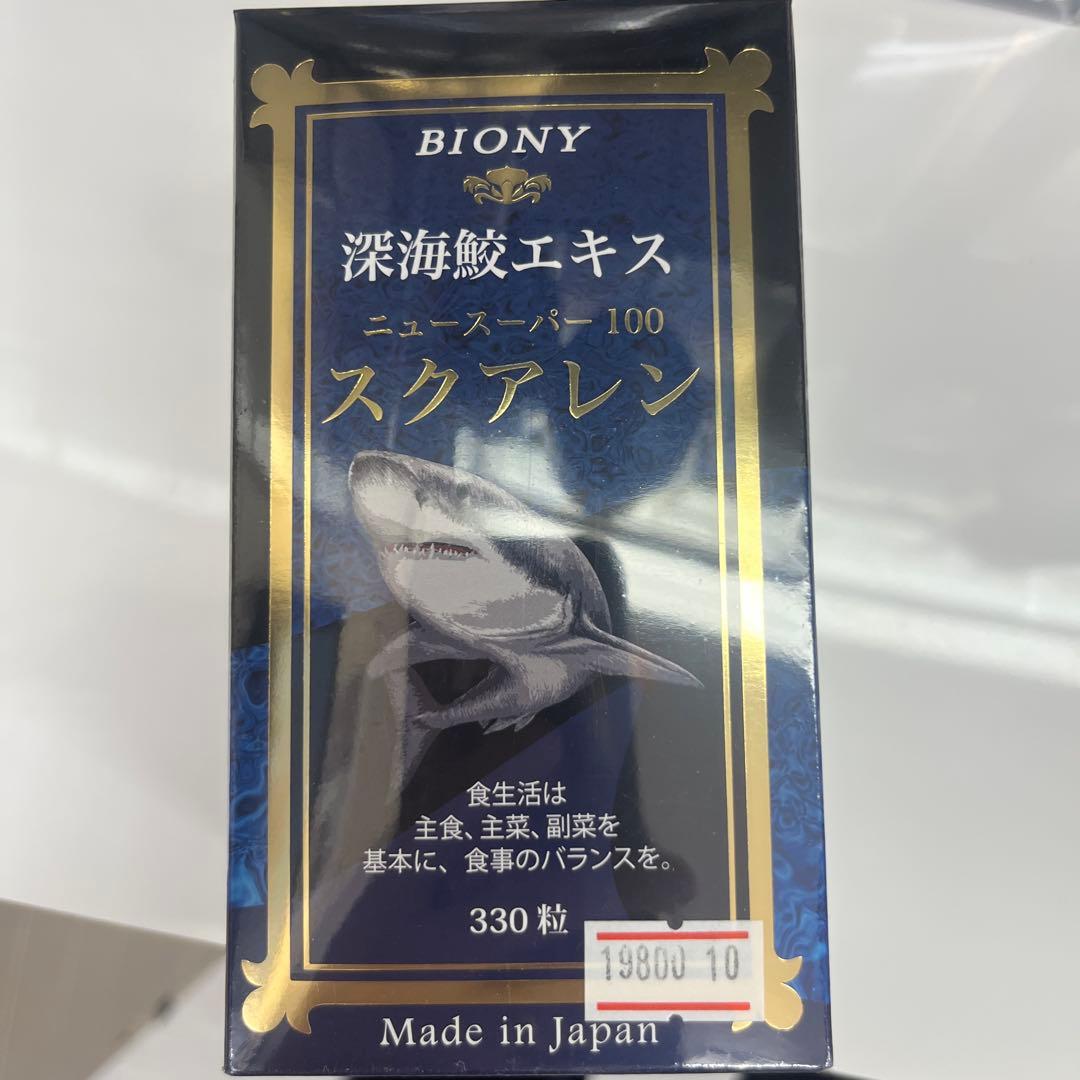 BIONY
深海鮫エキス
ニュースーパー100
スクアレン
食生活は
主食、主菜、副菜を
基本に、食事のバランスを。
330粒
19800 10
Made in Japan